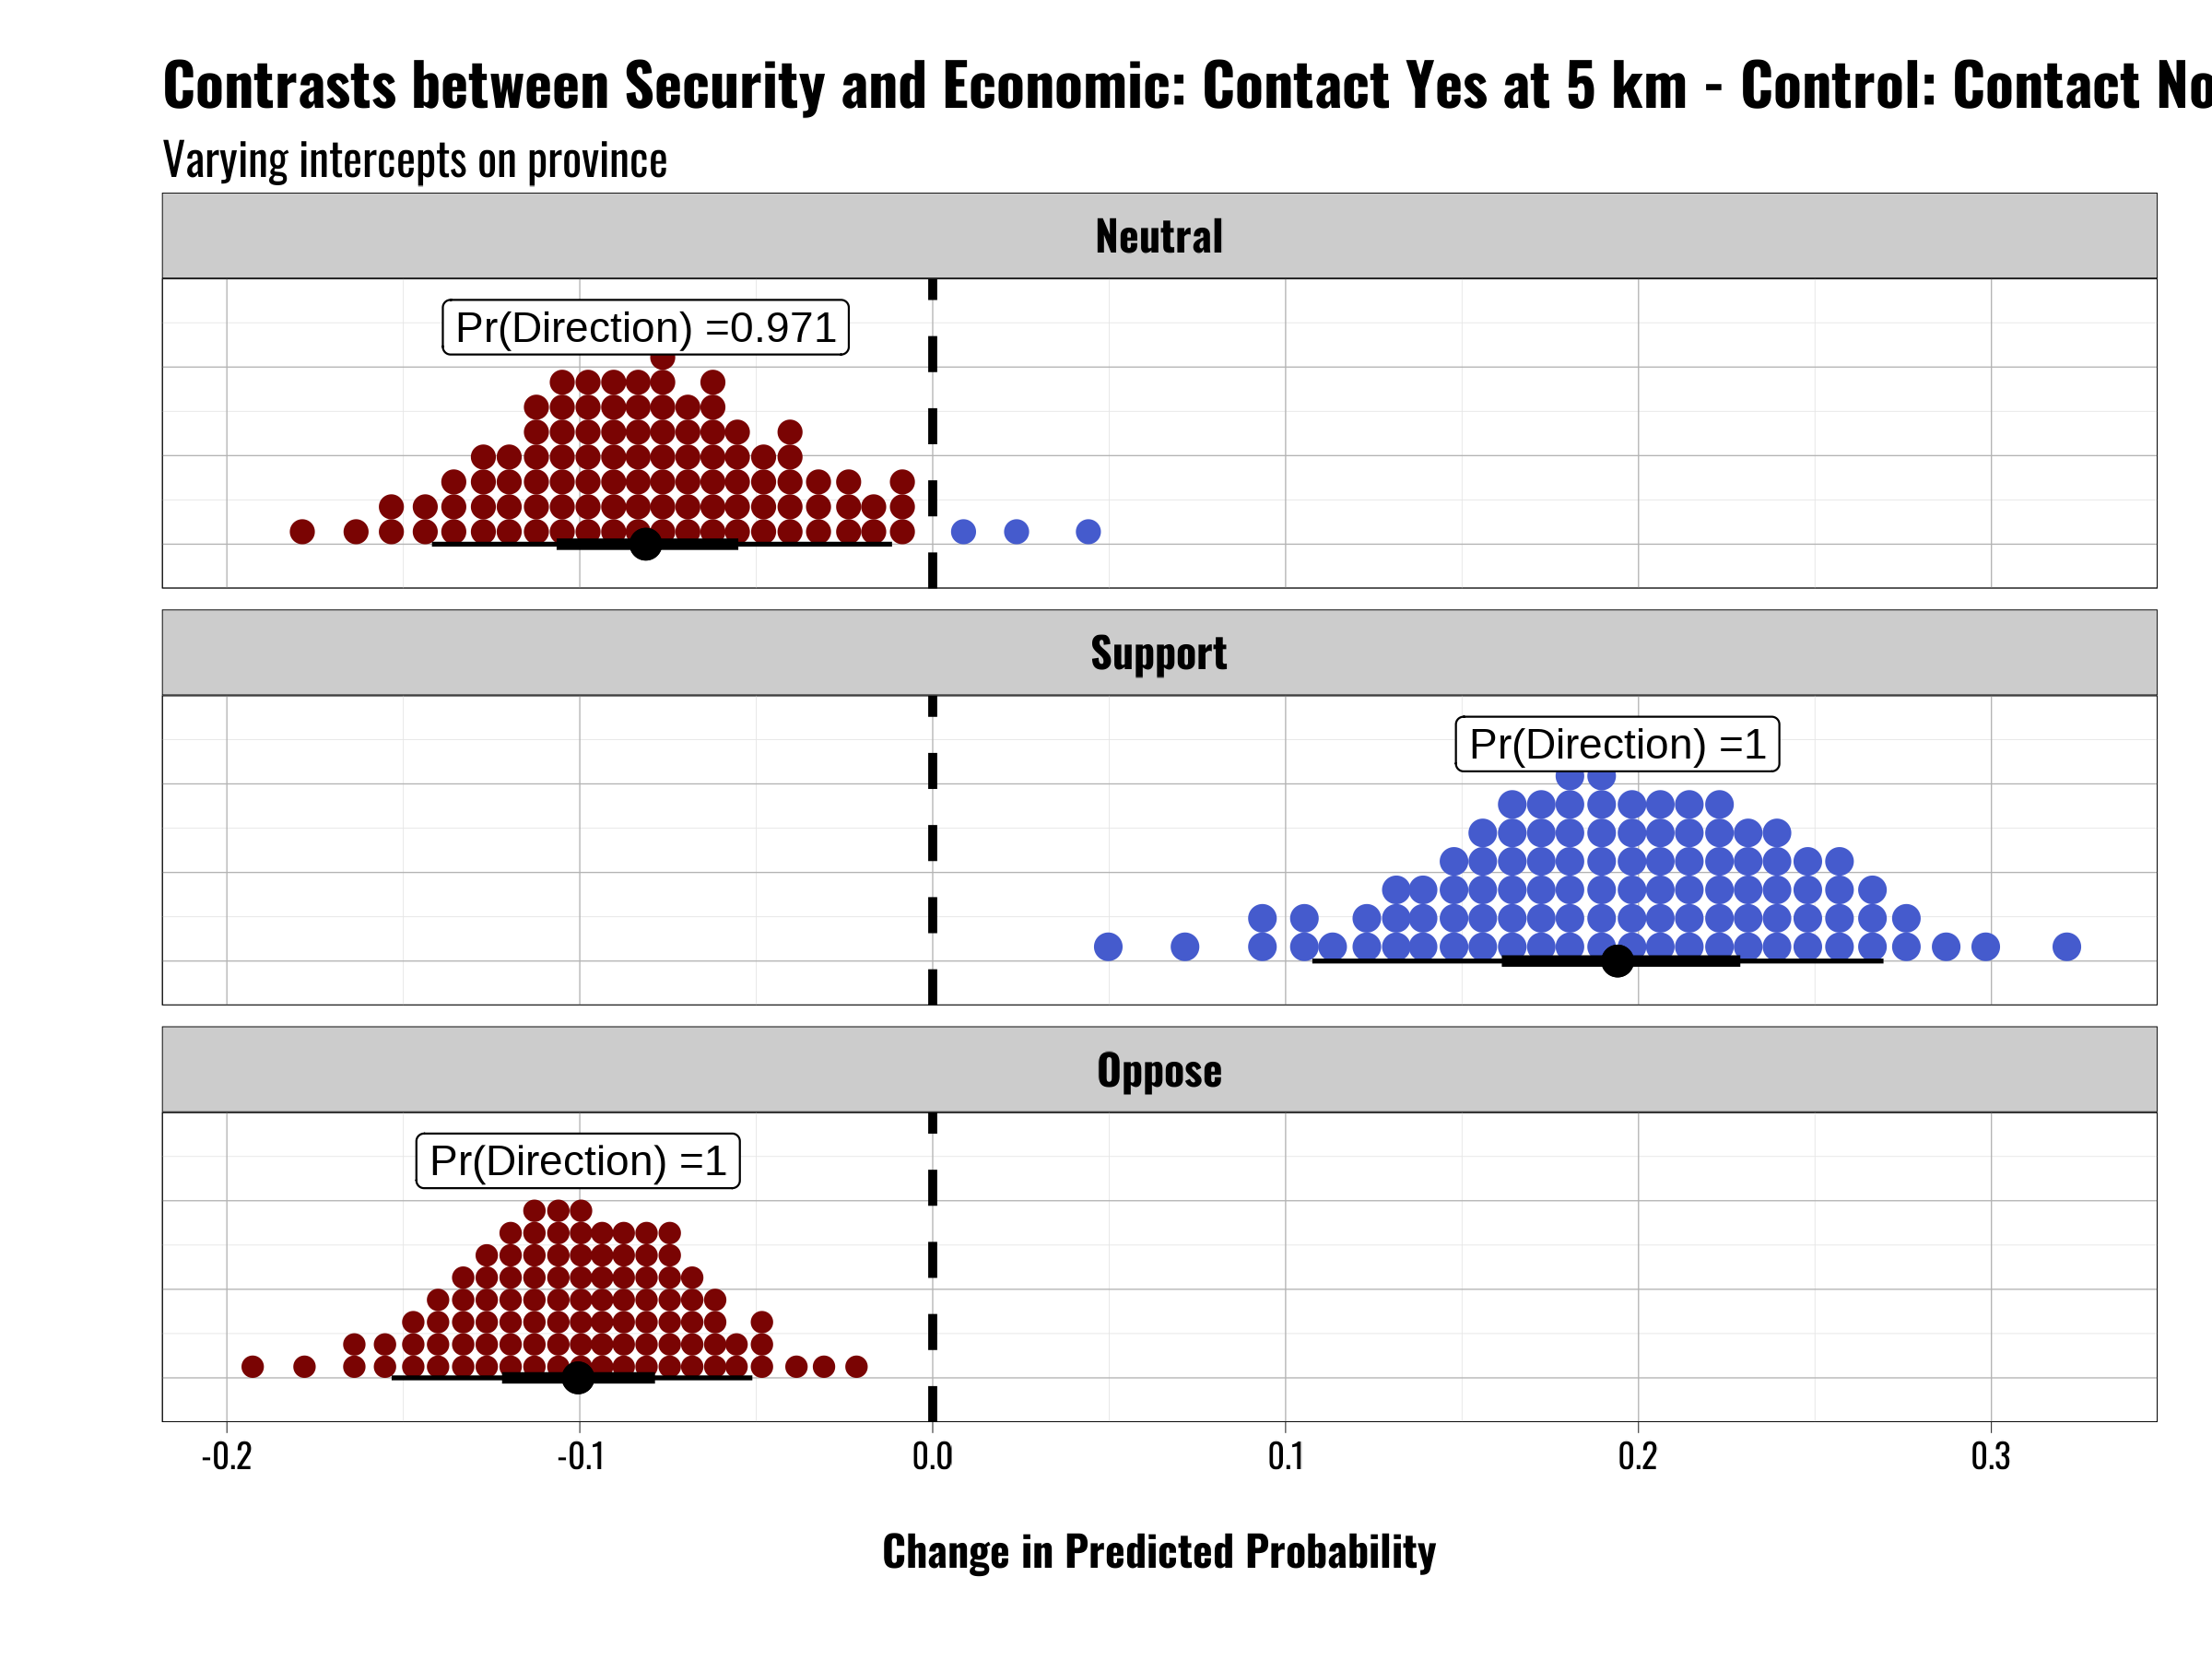 Contrasts between Security and Economic: Contact Yes at 5 km - Control: Contact No
Varying intercepts on province
Neutral
Pr(Direction) =0.971
Support
Pr(Direction) =1
Oppose
Pr(Direction) =1
-0.2 -0.1 0.0 0.1 0.2 0.3
Change in Predicted Probability